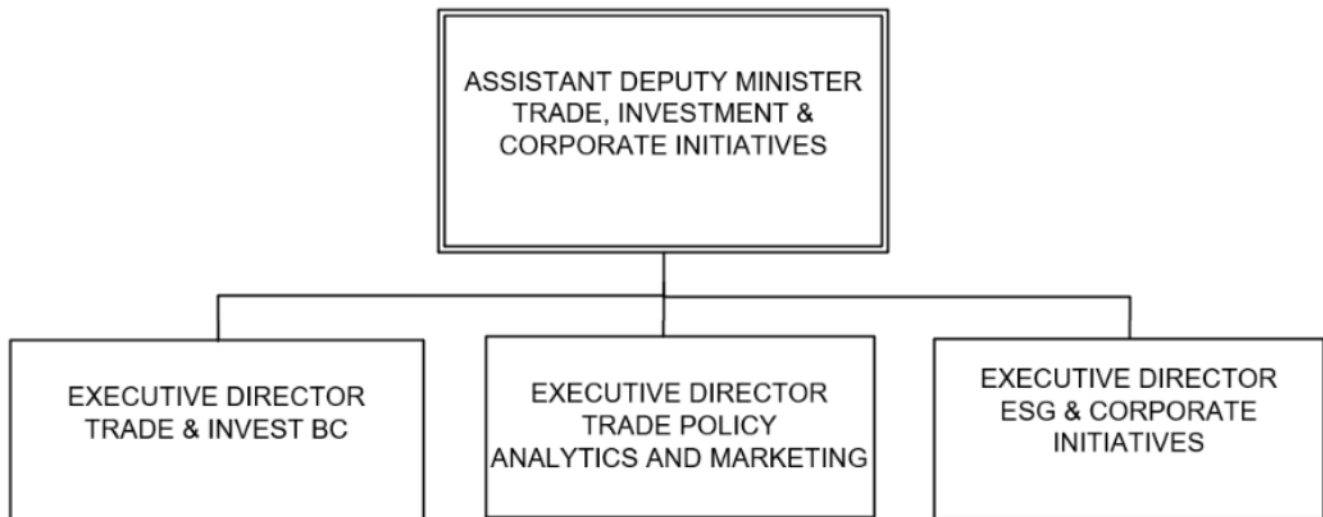 ASSISTANT DEPUTY MINISTER
TRADE, INVESTMENT &
CORPORATE INITIATIVES
EXECUTIVE DIRECTOR
TRADE & INVEST BC
EXECUTIVE DIRECTOR
TRADE POLICY
ANALYTICS AND MARKETING
EXECUTIVE DIRECTOR
ESG & CORPORATE
INITIATIVES